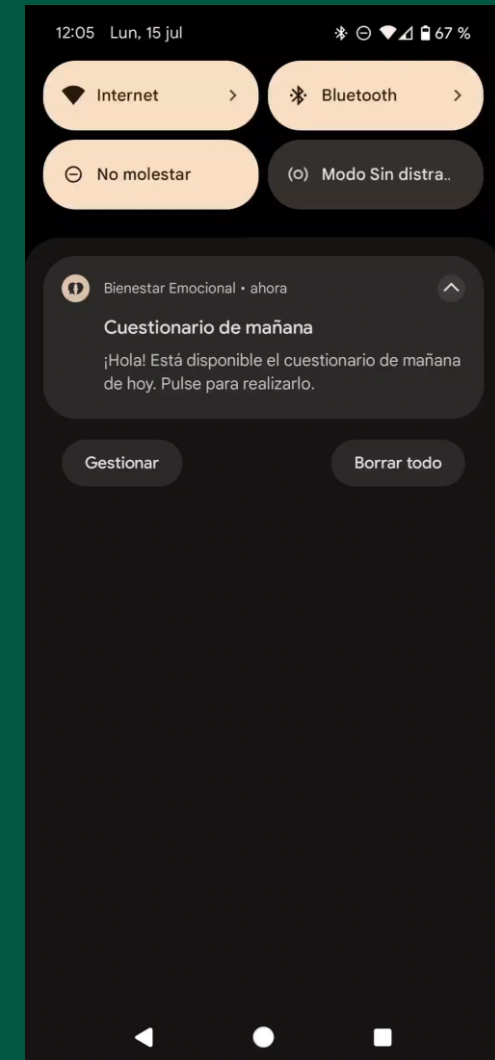 12:05 Lun, 15 jul 67 %
Internet
Bluetooth
No molestar
Modo Sin distra..
Bienestar Emocional • ahora
Cuestionario de mañana
¡Hola! Está disponible el cuestionario de mañana
de hoy. Pulse para realizarlo.
Gestionar
Borrar todo